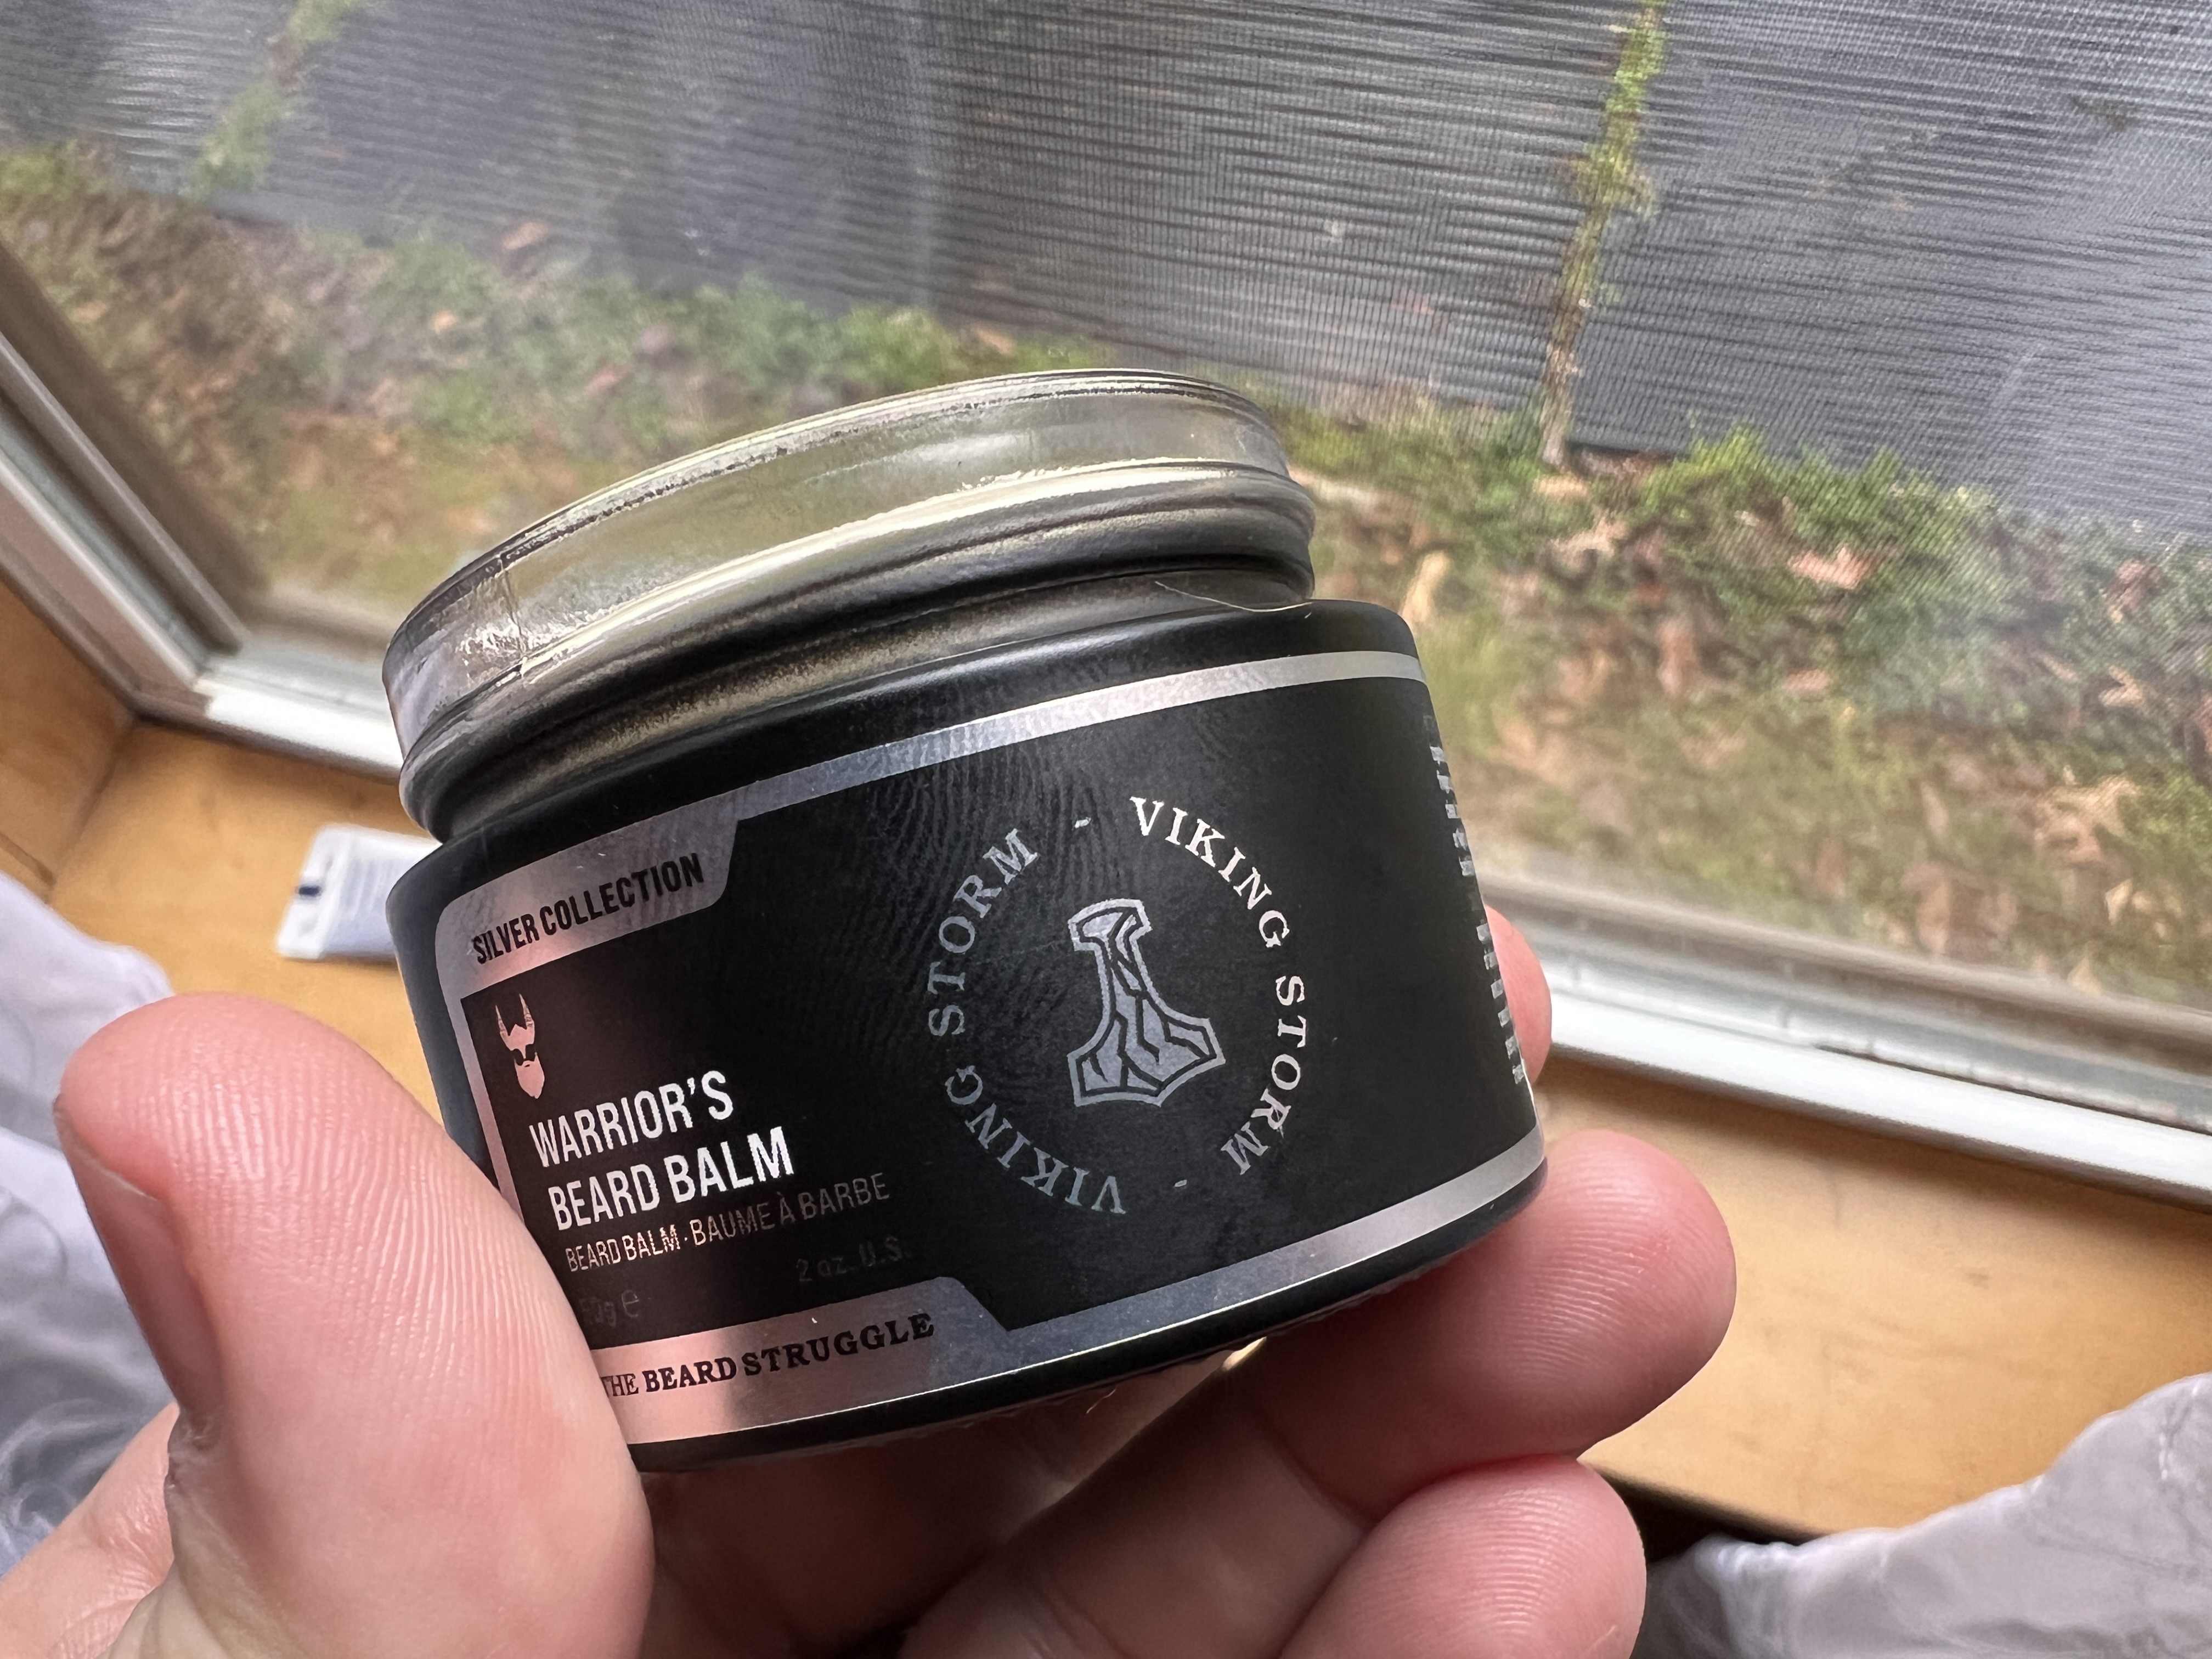 SILVER COLLECTION
WARRIOR'S
BEARD BALM
BEARD BALM · BAUME À BARBE
2 oz. U.S.
THE BEARD STRUGGLE
VIKING STORM - VIKING STORM -